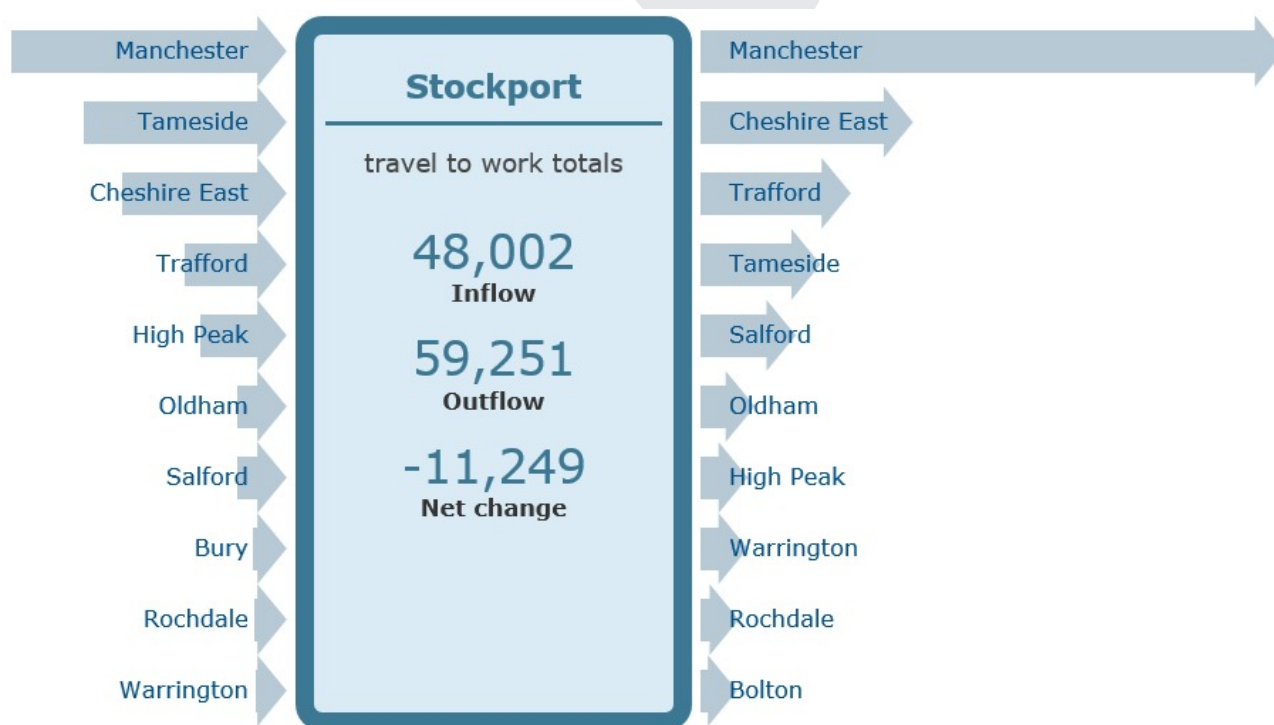 Manchester
Tameside
Cheshire East
Trafford
High Peak
Oldham
Salford
Bury
Rochdale
Warrington
Stockport
travel to work totals
48,002
Inflow
59,251
Outflow
-11,249
Net change
Manchester
Cheshire East
Trafford
Tameside
Salford
Oldham
High Peak
Warrington
Rochdale
Bolton